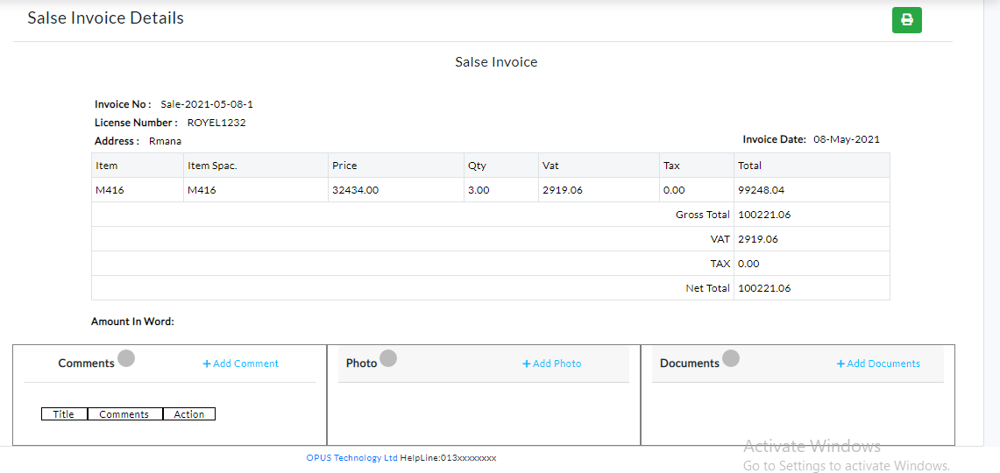 Salse Invoice Details
Salse Invoice
Invoice No : Sale-2021-05-08-1
License Number : ROYEL1232
Address : Rmana
Invoice Date: 08-May-2021
Item Item Spac. Price Qty Vat Tax Total
M416 M416 32434.00 3.00 2919.06 0.00 99248.04
Gross Total 100221.06
VAT 2919.06
TAX 0.00
Net Total 100221.06
Amount In Word:
Comments + Add Comment Photo + Add Photo Documents + Add Documents
Title Comments Action
OPUS Technology Ltd HelpLine:013xxxxxxxx
Activate Windows
Go to Settings to activate Windows.